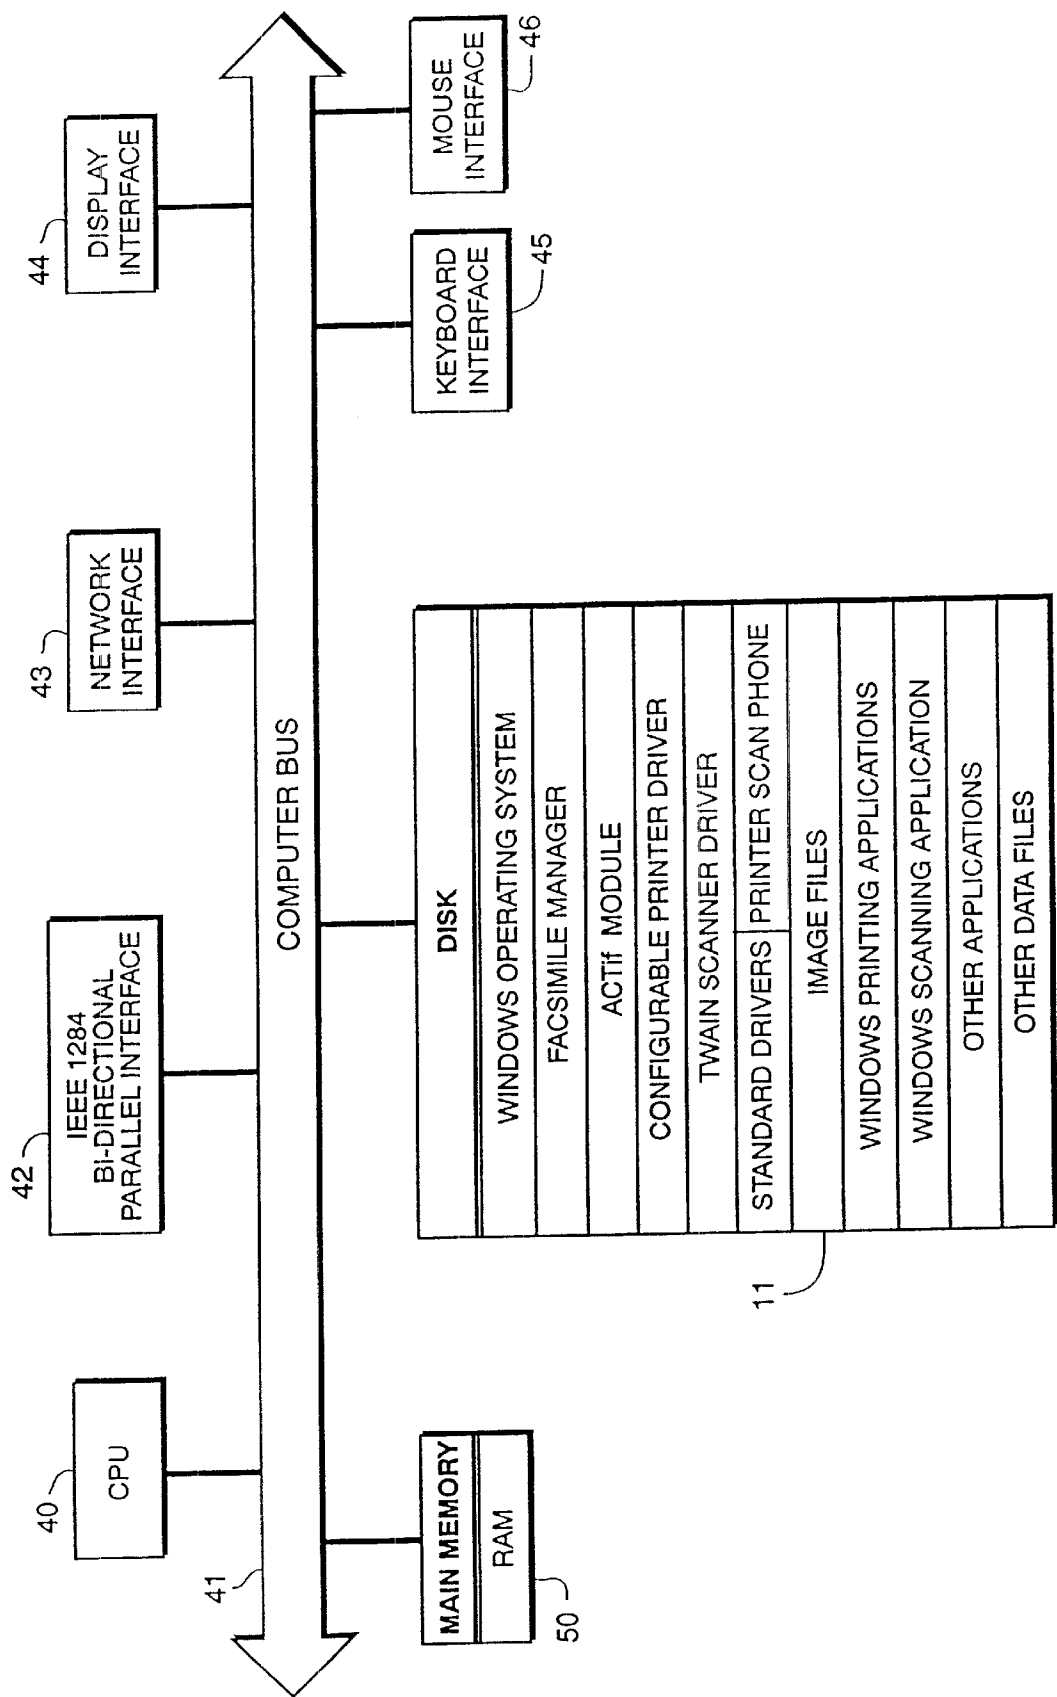 40
CPU
42
IEEE 1284
BI-DIRECTIONAL
PARALLEL INTERFACE
43
NETWORK
INTERFACE
44
DISPLAY
INTERFACE
41
COMPUTER BUS
MAIN MEMORY
RAM
50
DISK
WINDOWS OPERATING SYSTEM
FACSIMILE MANAGER
ACTif MODULE
CONFIGURABLE PRINTER DRIVER
TWAIN SCANNER DRIVER
STANDARD DRIVERS PRINTER SCAN PHONE
IMAGE FILES
WINDOWS PRINTING APPLICATIONS
WINDOWS SCANNING APPLICATION
OTHER APPLICATIONS
OTHER DATA FILES
11
KEYBOARD
INTERFACE
45
MOUSE
INTERFACE
46